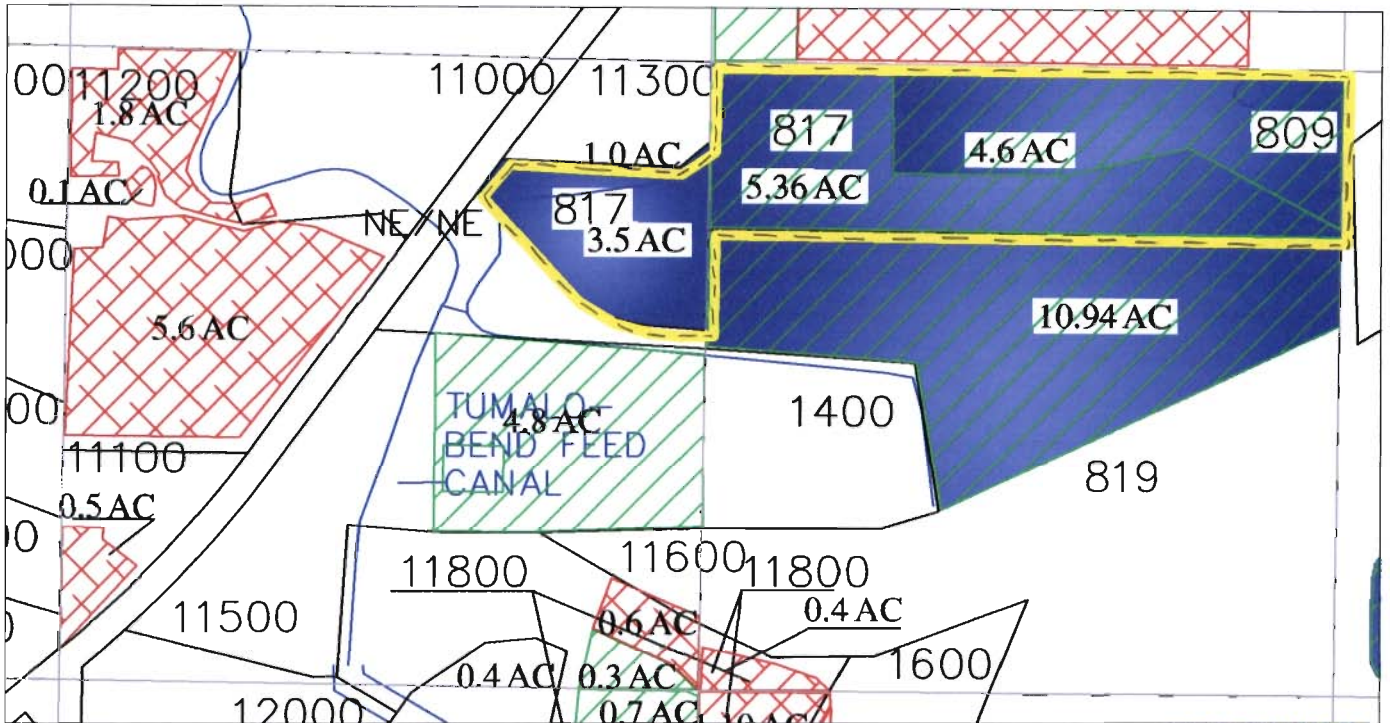 00
11200
1.8 AC
11000
11300
817
4.6 AC
809
1.0 AC
0.1 AC
5.36 AC
817
3.5 AC
NE/NE
5.6 AC
10.94 AC
TUMALO-
4.8 AC
BEND FEED
CANAL
1400
11100
819
0.5 AC
11600
11800
11800
0.4 AC
0.6 AC
11500
1600
0.4 AC
0.3 AC
0.7 AC
12000